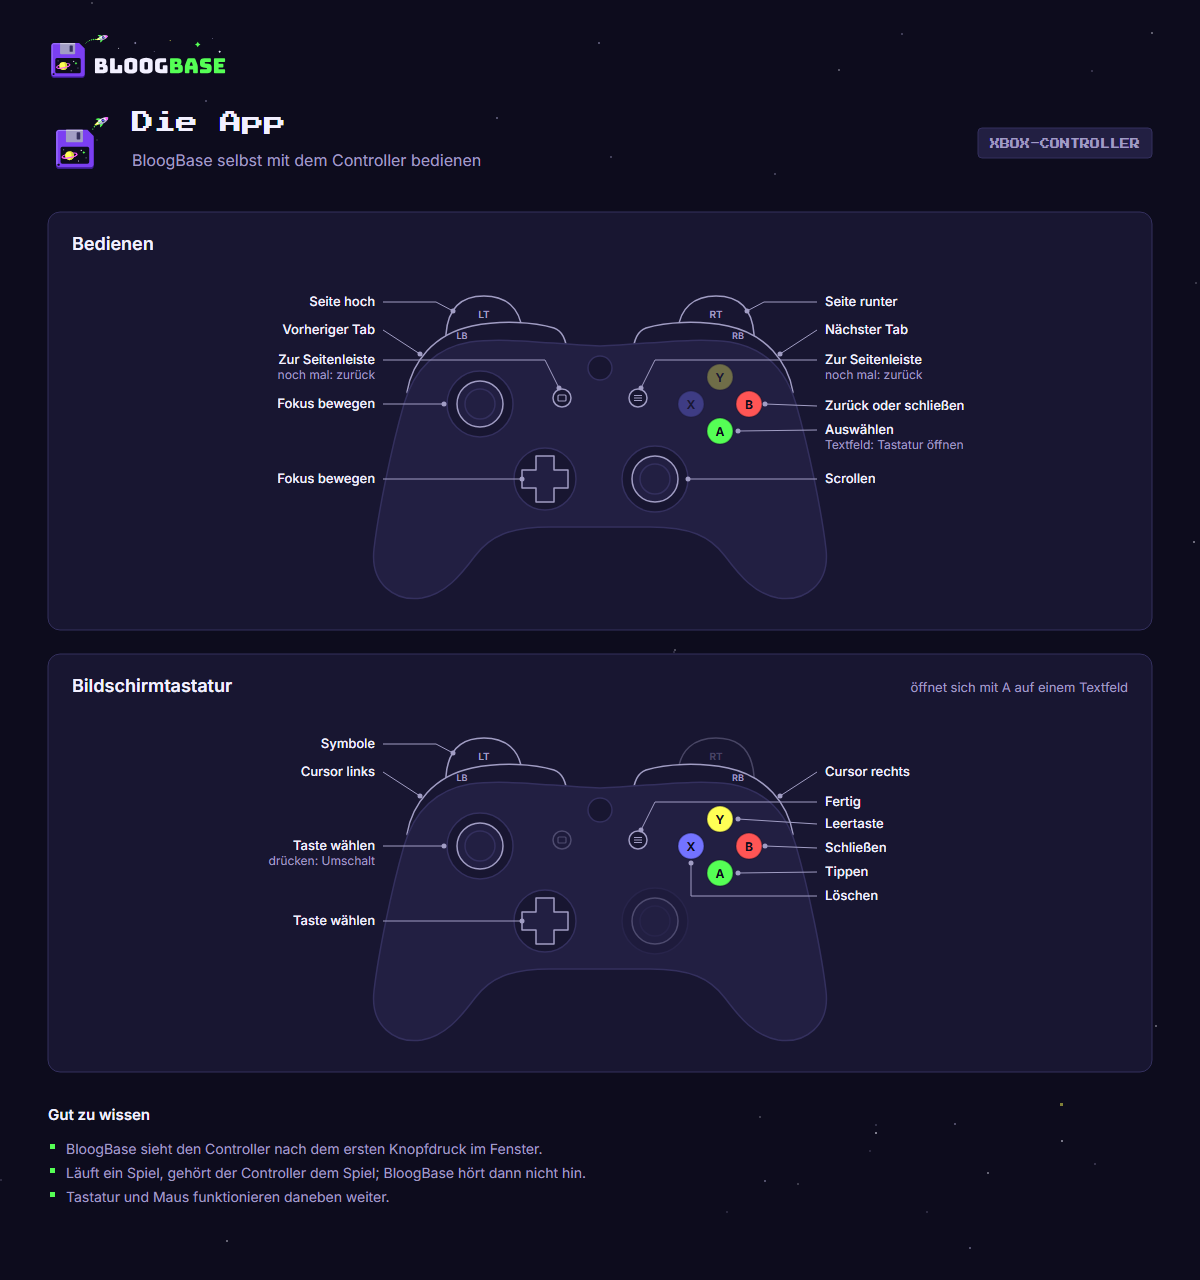 BLOOGBASE
Die App
BloogBase selbst mit dem Controller bedienen
XBOX-CONTROLLER
Bedienen
Seite hoch
LT
RT
Seite runter
Vorheriger Tab
LB
RB
Nächster Tab
Zur Seitenleiste
noch mal: zurück
Zur Seitenleiste
noch mal: zurück
Y
Fokus bewegen
X
B
Zurück oder schließen
A
Auswählen
Textfeld: Tastatur öffnen
Fokus bewegen
Scrollen
Bildschirmtastatur
öffnet sich mit A auf einem Textfeld
Symbole
LT
RT
Cursor links
LB
RB
Cursor rechts
Fertig
Y
Leertaste
Taste wählen
drücken: Umschalt
X
B
Schließen
A
Tippen
Löschen
Taste wählen
Gut zu wissen
BloogBase sieht den Controller nach dem ersten Knopfdruck im Fenster.
Läuft ein Spiel, gehört der Controller dem Spiel; BloogBase hört dann nicht hin.
Tastatur und Maus funktionieren daneben weiter.